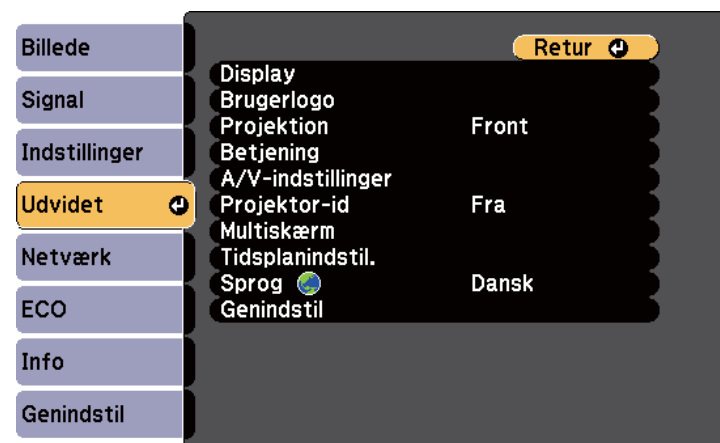 Billede
Signal
Indstillinger
Udvidet
Netværk
ECO
Info
Genindstil
Retur
Display
Brugerlogo
Projektion Front
Betjening
A/V-indstillinger
Projektor-id Fra
Multiskærm
Tidsplanindstil.
Sprog Dansk
Genindstil